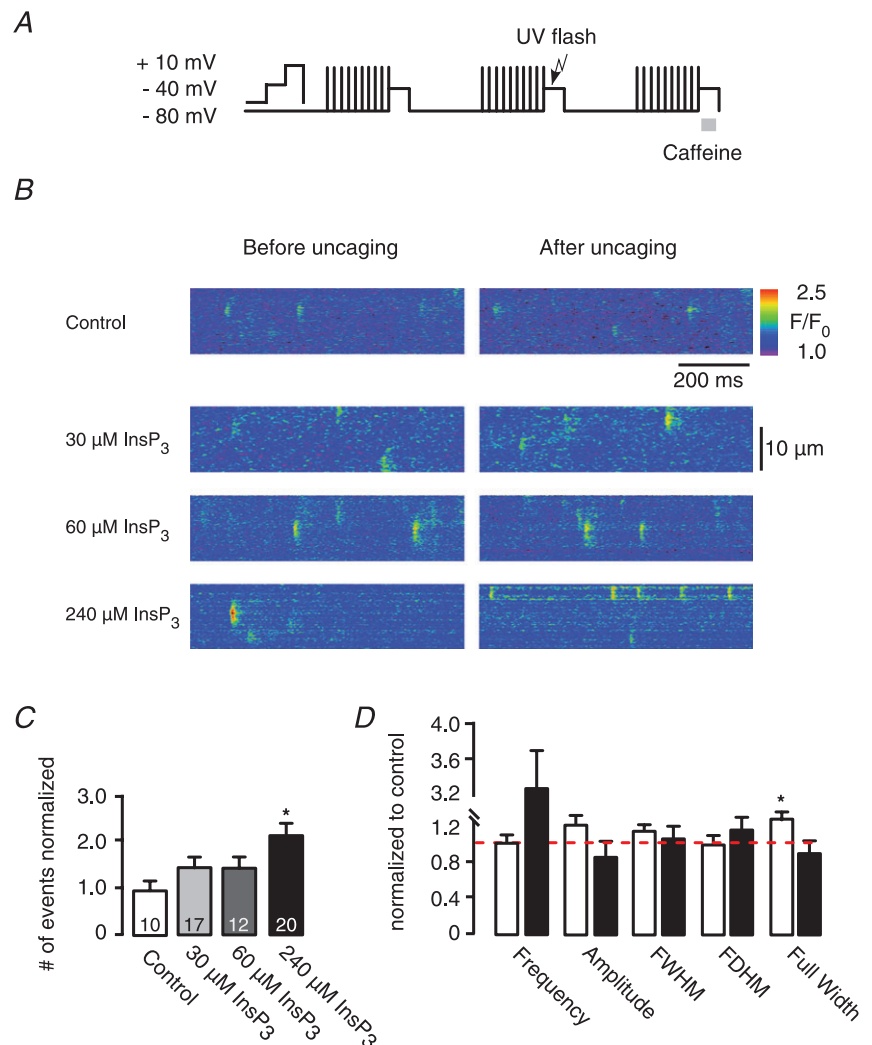 A
UV flash
+ 10 mV
- 40 mV
- 80 mV
Caffeine
B
Before uncaging
After uncaging
Control
2.5
F/F0
1.0
200 ms
30 µM InsP3
10 µm
60 µM InsP3
240 µM InsP3
C
# of events normalized
3.0
2.0
1.0
0
*
10
17
12
20
Control
30 µM InsP3
60 µM InsP3
240 µM InsP3
D
normalized to control
4.0
3.6
3.2
1.2
0.8
0.4
0
*
Frequency
Amplitude
FWHM
FDHM
Full Width